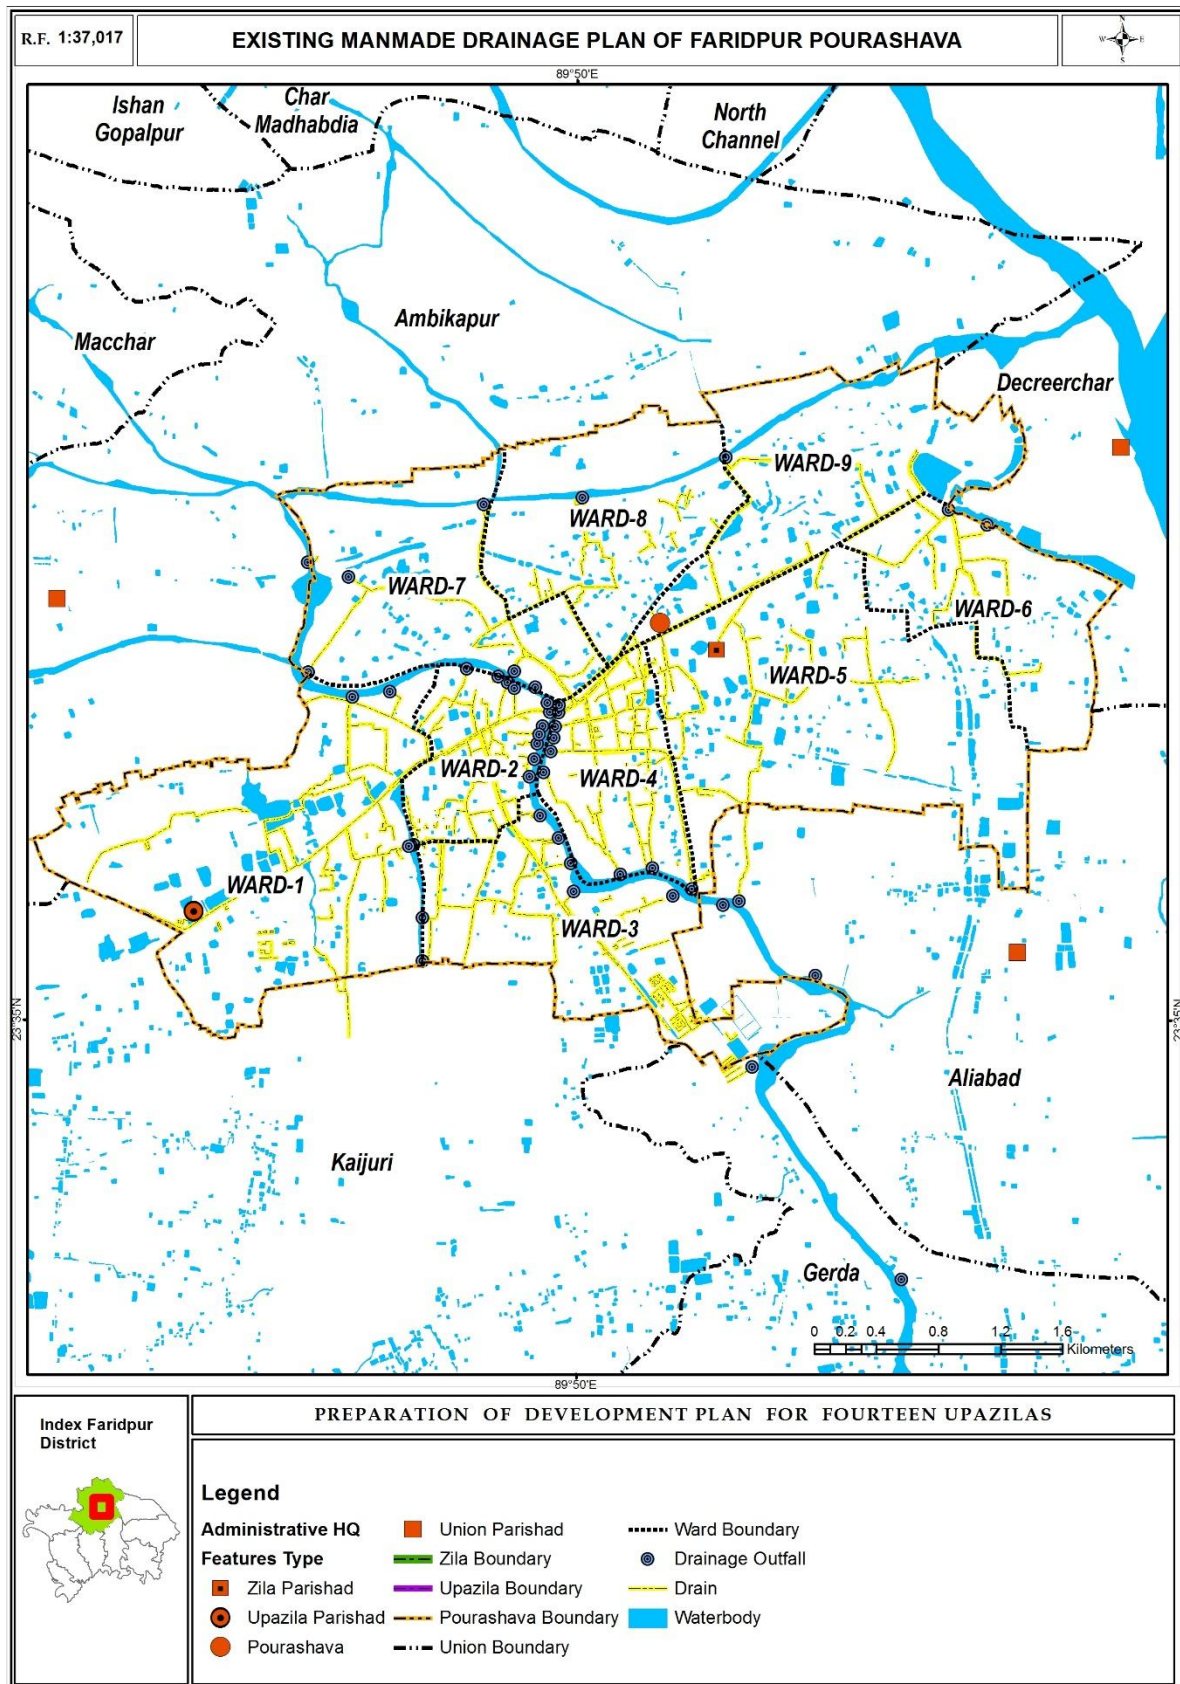 R.F. 1:37,017
EXISTING MANMADE DRAINAGE PLAN OF FARIDPUR POURASHAVA
N
W
E
S
89°50'E
Ishan
Gopalpur
Char
Madhabdia
North
Channel
Ambikapur
Macchar
Decreerchar
WARD-9
WARD-8
WARD-7
WARD-6
WARD-5
WARD-2
WARD-4
WARD-1
WARD-3
23°35'N
23°35'N
Aliabad
Kaijuri
Gerda
0 0.2 0.4 0.8 1.2 1.6
Kilometers
89°50'E
Index Faridpur
District
PREPARATION OF DEVELOPMENT PLAN FOR FOURTEEN UPAZILAS
Legend
Administrative HQ
Features Type
Zila Parishad
Upazila Parishad
Pourashava
Union Parishad
Zila Boundary
Upazila Boundary
Pourashava Boundary
Union Boundary
Ward Boundary
Drainage Outfall
Drain
Waterbody